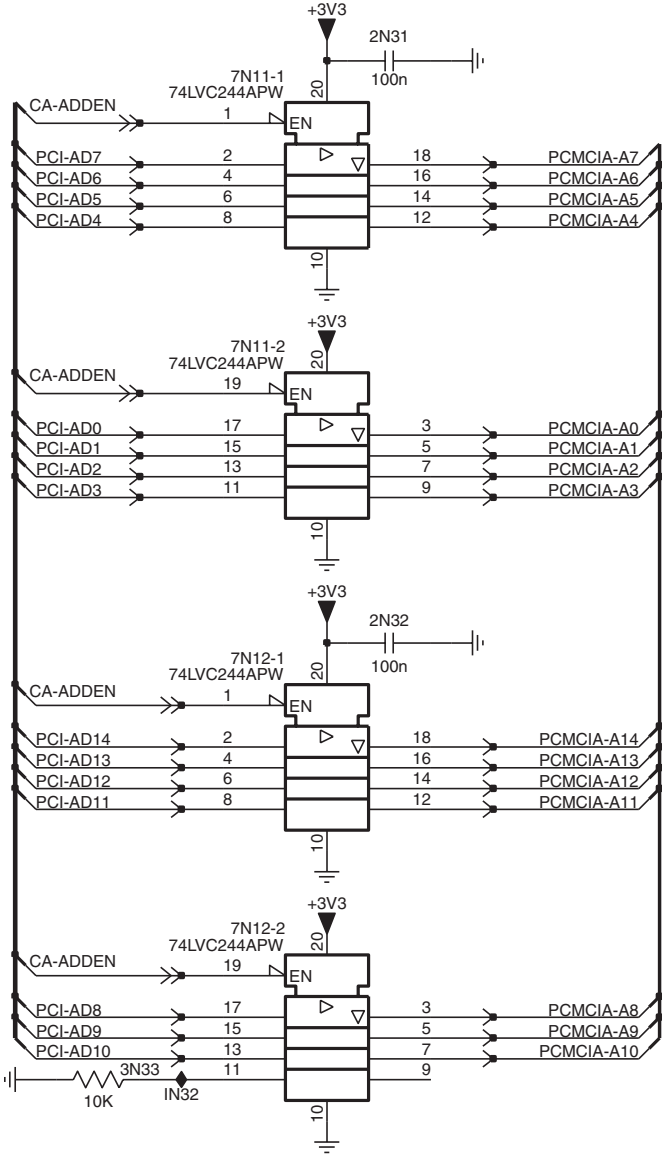 +3V3
2N31
100n
7N11-1
74LVC244APW
20
CA-ADDEN
1
EN
PCI-AD7 2 18 PCMCIA-A7
PCI-AD6 4 16 PCMCIA-A6
PCI-AD5 6 14 PCMCIA-A5
PCI-AD4 8 12 PCMCIA-A4
10
+3V3
7N11-2
74LVC244APW
20
CA-ADDEN
19
EN
PCI-AD0 17 3 PCMCIA-A0
PCI-AD1 15 5 PCMCIA-A1
PCI-AD2 13 7 PCMCIA-A2
PCI-AD3 11 9 PCMCIA-A3
10
+3V3
2N32
100n
7N12-1
74LVC244APW
20
CA-ADDEN
1
EN
PCI-AD14 2 18 PCMCIA-A14
PCI-AD13 4 16 PCMCIA-A13
PCI-AD12 6 14 PCMCIA-A12
PCI-AD11 8 12 PCMCIA-A11
10
+3V3
7N12-2
74LVC244APW
20
CA-ADDEN
19
EN
PCI-AD8 17 3 PCMCIA-A8
PCI-AD9 15 5 PCMCIA-A9
PCI-AD10 13 7 PCMCIA-A10
3N33 11 9
10K IN32
10